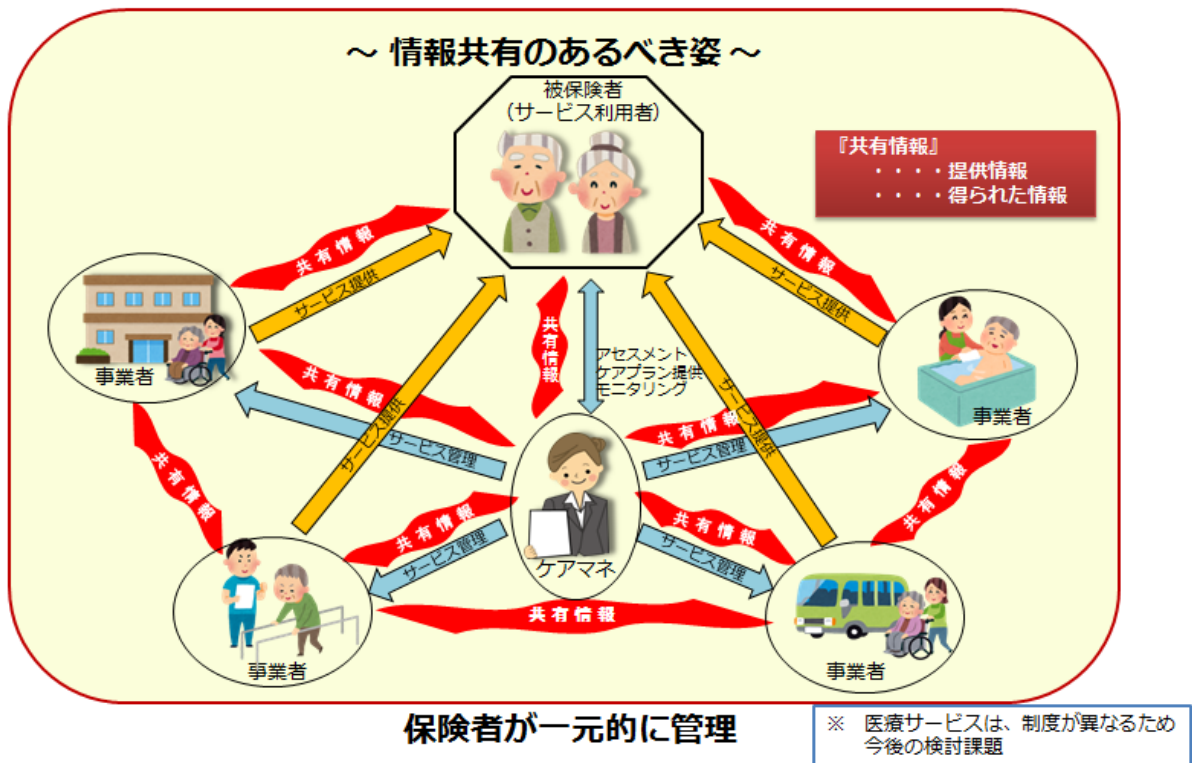 ～ 情報共有のあるべき姿 ～
被保険者
（サービス利用者）
『共有情報』
・・・・提供情報
・・・・得られた情報
共有情報
サービス提供
共有情報
サービス提供
事業者
共有情報
アセスメント
ケアプラン提供
モニタリング
事業者
共有情報
サービス管理
サービス提供
共有情報
サービス管理
サービス提供
共有情報
共有情報
共有情報
サービス管理
共有情報
サービス管理
ケアマネ
共有情報
事業者
事業者
保険者が一元的に管理
※ 医療サービスは、制度が異なるため
今後の検討課題